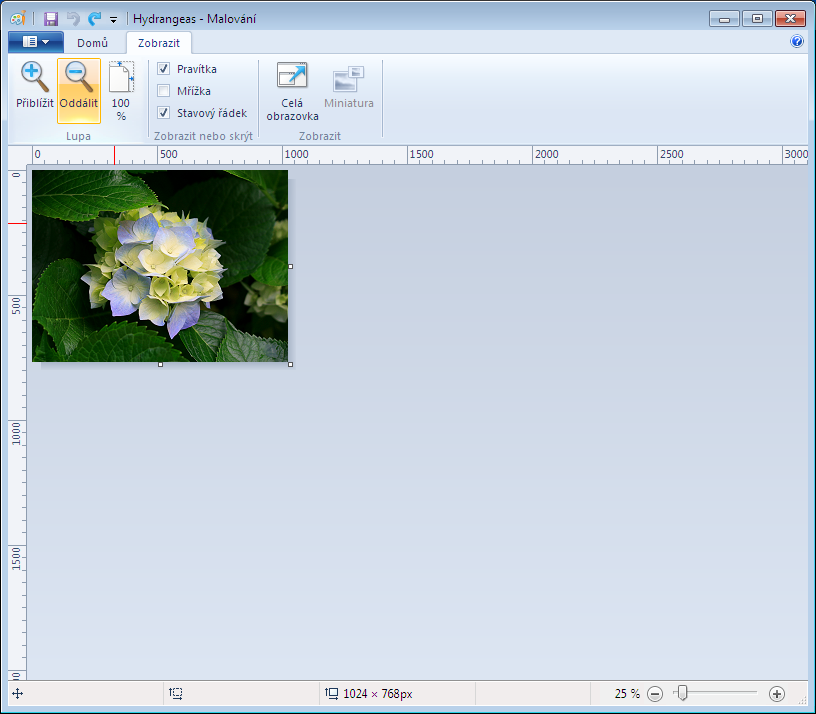 Hydrangeas - Malování
Domů
Zobrazit
Přiblížit
Oddálit
100
%
Lupa
Pravítka
Mřížka
Stavový řádek
Zobrazit nebo skrýt
Celá
obrazovka
Miniatura
Zobrazit
0
500
1000
1500
2000
2500
3000
0
500
1000
1500
1024 × 768px
25 %